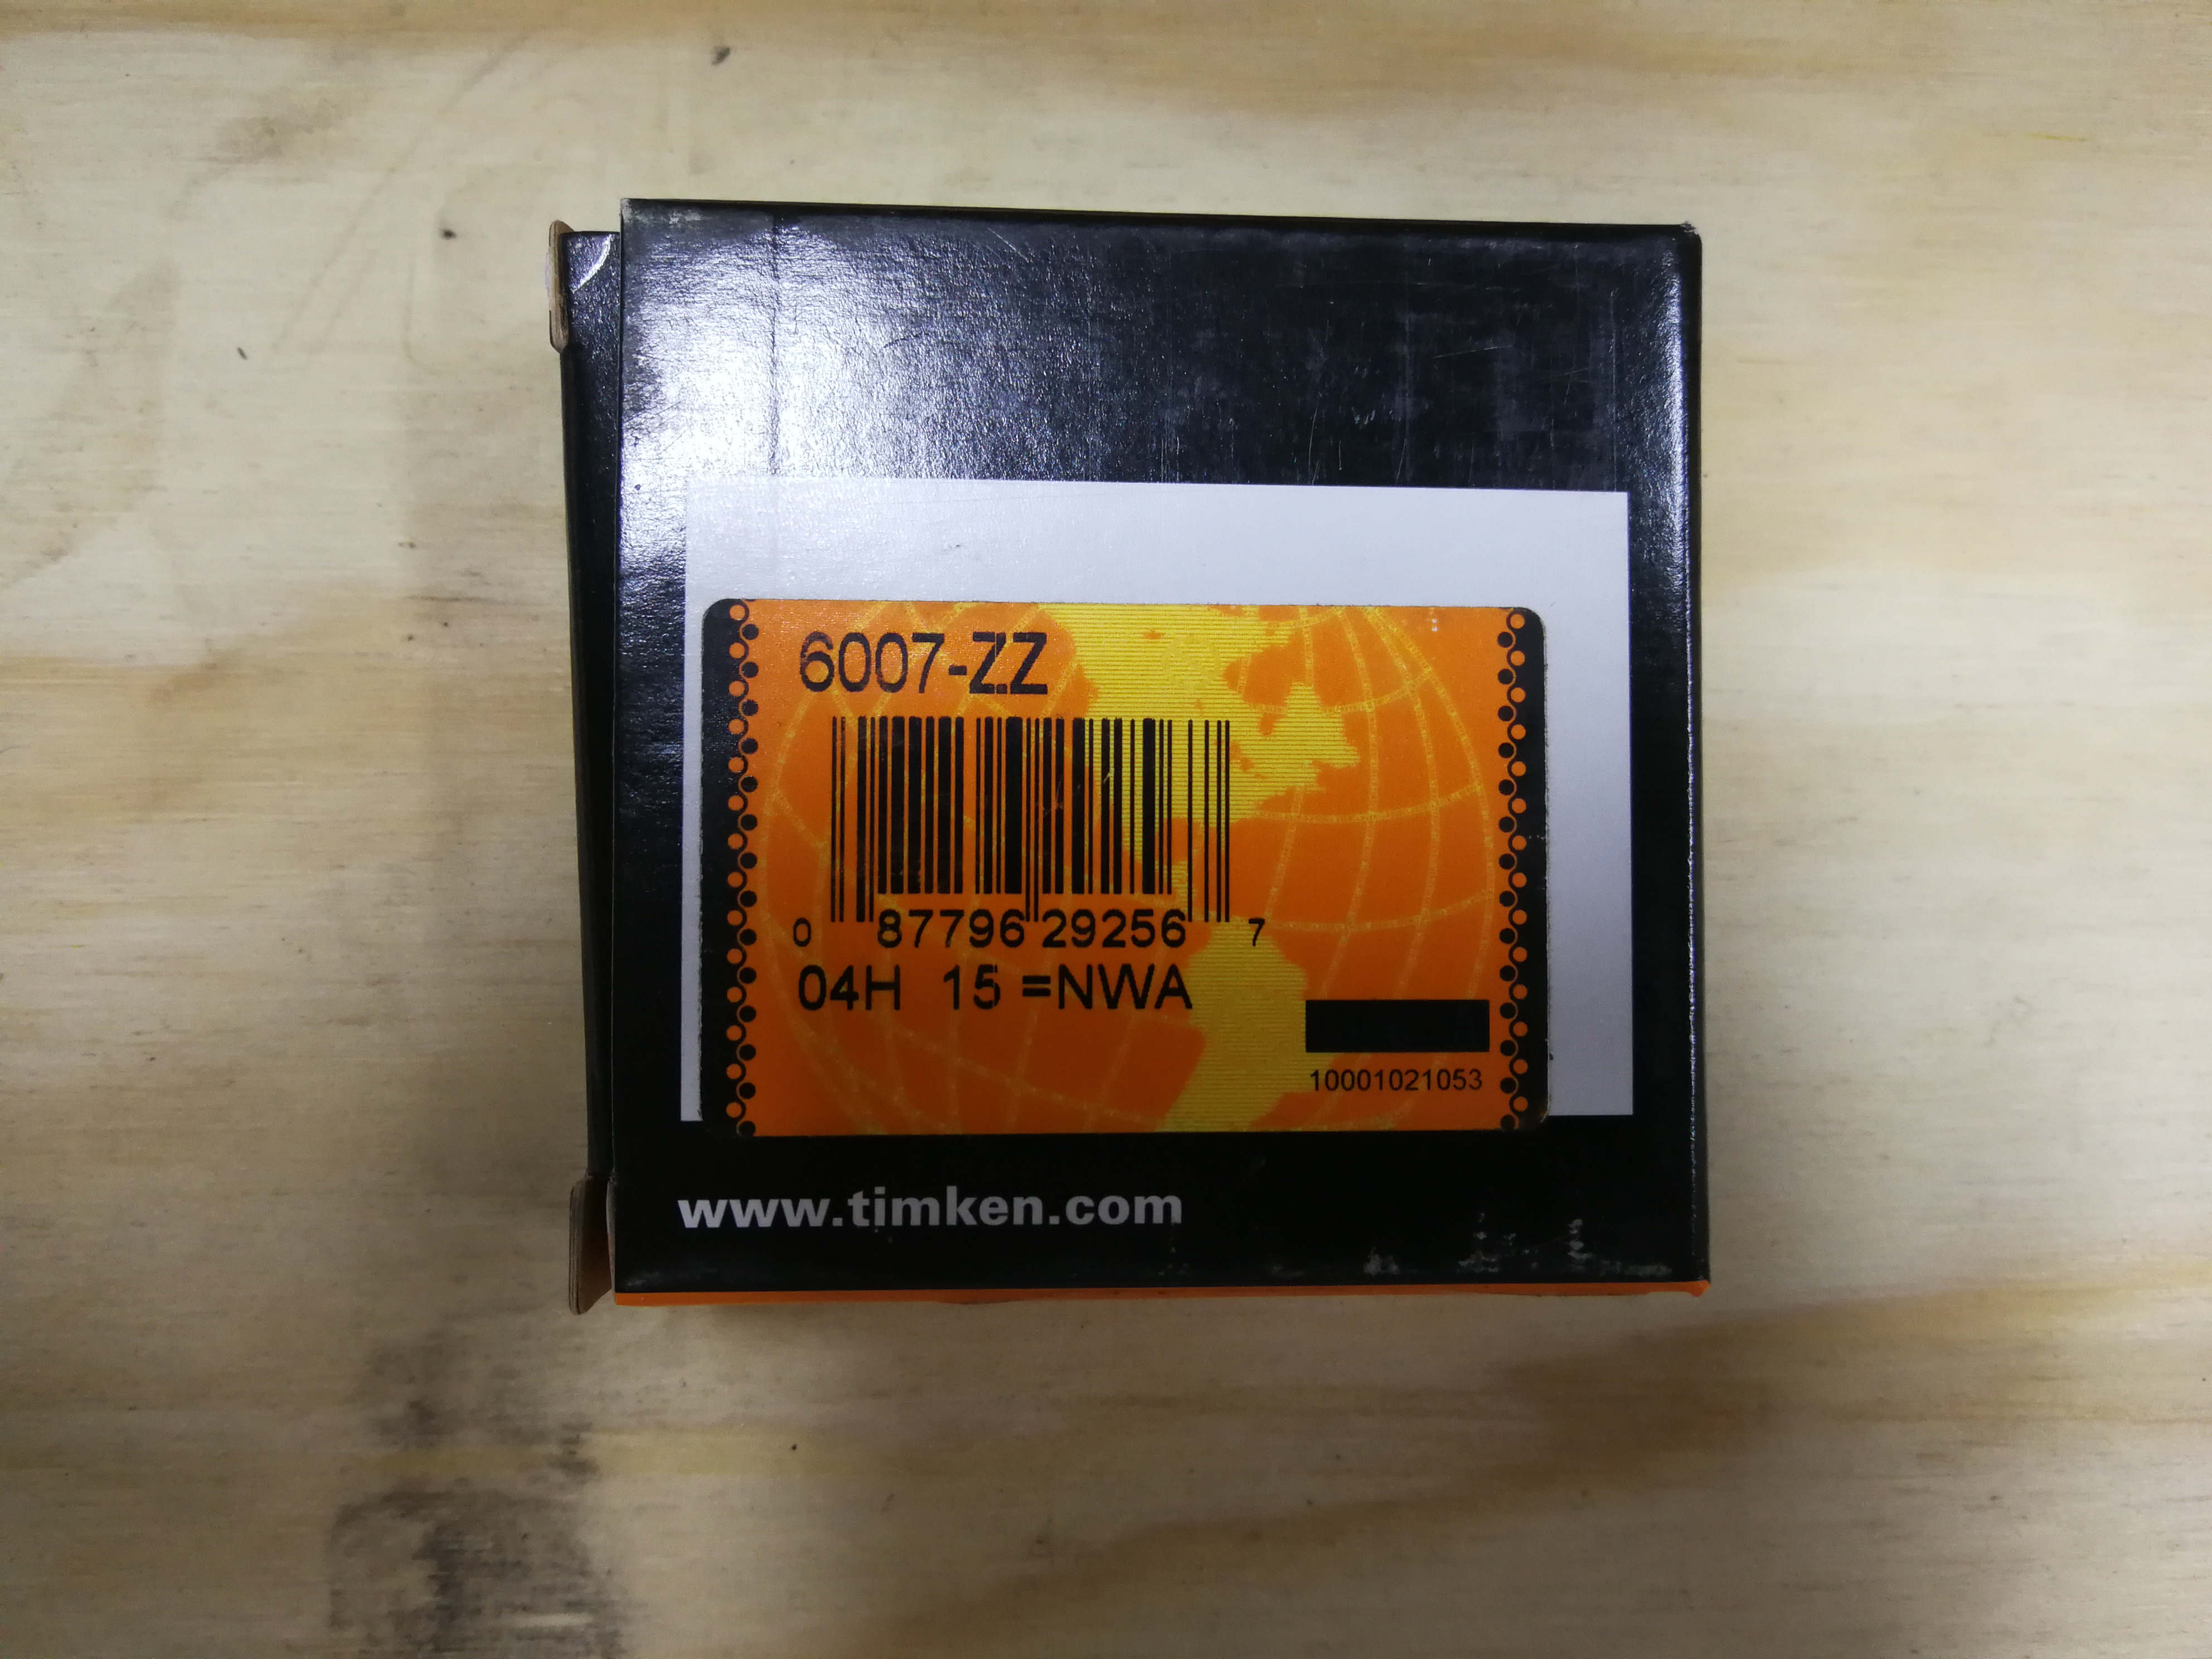 6007-ZZ
0 87796 29256 7
04H 15 =NWA
10001021053
www.timken.com